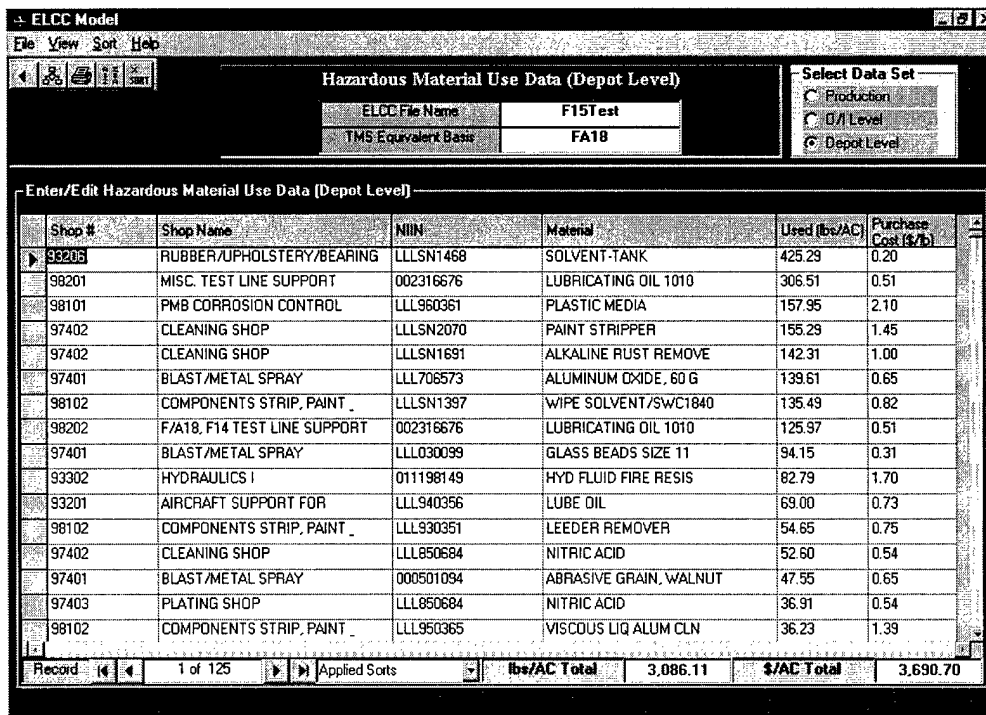 ELCC Model
File View Sort Help
SORT
Hazardous Material Use Data (Depot Level)
ELCC File Name F15Test
TMS Equivalent Basis FA18
Select Data Set
Production
O/I Level
Depot Level
Enter/Edit Hazardous Material Use Data (Depot Level)
Shop # Shop Name NIIN Material Used (lbs/AC) Purchase Cost ($/lb)
93206 RUBBER/UPHOLSTERY/BEARING LLLSN1468 SOLVENT-TANK 425.29 0.20
98201 MISC. TEST LINE SUPPORT 002316676 LUBRICATING OIL 1010 306.51 0.51
98101 PMB CORROSION CONTROL LLL960361 PLASTIC MEDIA 157.95 2.10
97402 CLEANING SHOP LLLSN2070 PAINT STRIPPER 155.29 1.45
97402 CLEANING SHOP LLLSN1691 ALKALINE RUST REMOVE 142.31 1.00
97401 BLAST/METAL SPRAY LLL706573 ALUMINUM OXIDE, 60 G 139.61 0.65
98102 COMPONENTS STRIP, PAINT _ LLLSN1397 WIPE SOLVENT/SWC1840 135.49 0.82
98202 F/A18, F14 TEST LINE SUPPORT 002316676 LUBRICATING OIL 1010 125.97 0.51
97401 BLAST/METAL SPRAY LLL030099 GLASS BEADS SIZE 11 94.15 0.31
93302 HYDRAULICS I 011198149 HYD FLUID FIRE RESIS 82.79 1.70
93201 AIRCRAFT SUPPORT FOR LLL940356 LUBE OIL 69.00 0.73
98102 COMPONENTS STRIP, PAINT _ LLL930351 LEEDER REMOVER 54.65 0.75
97402 CLEANING SHOP LLL850684 NITRIC ACID 52.60 0.54
97401 BLAST/METAL SPRAY 000501094 ABRASIVE GRAIN, WALNUT 47.55 0.65
97403 PLATING SHOP LLL850684 NITRIC ACID 36.91 0.54
98102 COMPONENTS STRIP, PAINT _ LLL950365 VISCOUS LIQ ALUM CLN 36.23 1.39
Record 1 of 125 Applied Sorts lbs/AC Total 3,086.11 $/AC Total 3,690.70